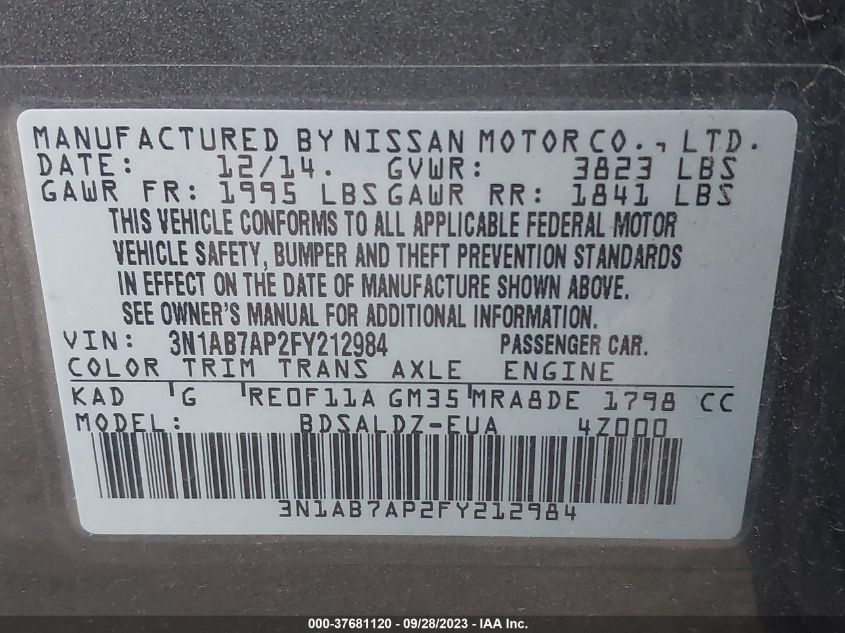 MANUFACTURED BY NISSAN MOTOR CO., LTD.
DATE: 12/14. GVWR: 3823 LBS
GAWR FR: 1995 LBS GAWR RR: 1841 LBS
THIS VEHICLE CONFORMS TO ALL APPLICABLE FEDERAL MOTOR
VEHICLE SAFETY, BUMPER AND THEFT PREVENTION STANDARDS
IN EFFECT ON THE DATE OF MANUFACTURE SHOWN ABOVE.
SEE OWNER'S MANUAL FOR ADDITIONAL INFORMATION.
VIN: 3N1AB7AP2FY212984 PASSENGER CAR.
COLOR TRIM TRANS AXLE ENGINE
KAD G RE0F11A GM35 MRA8DE 1798 CC
MODEL: BDSALDZ-EUA 4Z000
3N1AB7AP2FY212984
000-37681120 - 09/28/2023 - IAA Inc.